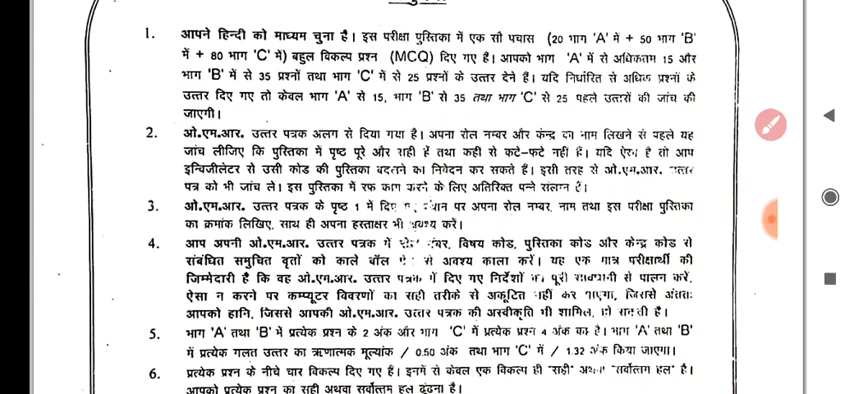 1. आपने हिन्दी को माध्यम चुना है। इस परीक्षा पुस्तिका में एक सौ पचास (20 भाग 'A' में + 50 भाग 'B'
में + 80 भाग 'C' में) बहुल विकल्प प्रश्न (MCQ) दिए गए है। आपको भाग 'A' में से अधिकतम 15 और
भाग 'B' में से 35 प्रश्नों तथा भाग 'C' में से 25 प्रश्नों के उत्तर देने हैं। यदि निर्धारित से अधिक प्रश्नों के
उत्तर दिए गए तो केवल भाग 'A' से 15, भाग 'B' से 35 तथा भाग 'C' से 25 पहले उत्तरों की जांच की
जाएगी।
2. ओ.एम.आर. उत्तर पत्रक अलग से दिया गया है। अपना रोल नम्बर और केन्द्र का नाम लिखने से पहले यह
जांच लीजिए कि पुस्तिका में पृष्ठ पूरे और सही हैं तथा कही से कटे-फटे नहीं हैं। यदि ऐसा है तो आप
इन्विजीलेटर से उसी कोड की पुस्तिका बदलने का निवेदन कर सकते हैं। इसी तरह से ओ.एम.आर. उत्तर
पत्र को भी जांच ले। इस पुस्तिका में रफ काम करने के लिए अतिरिक्त पन्ने संलग्न हैं।
3. ओ.एम.आर. उत्तर पत्रक के पृष्ठ 1 में दिए गए स्थान पर अपना रोल नम्बर, नाम तथा इस परीक्षा पुस्तिका
का क्रमांक लिखिए, साथ ही अपना हस्ताक्षर भी अवश्य करें।
4. आप अपनी ओ.एम.आर. उत्तर पत्रक में रोल नंबर, विषय कोड, पुस्तिका कोड और केन्द्र कोड से
संबंधित समुचित वृतों को काले बॉल पेन से अवश्य काला करें। यह एक मात्र परीक्षार्थी की
जिम्मेदारी है कि वह ओ.एम.आर. उत्तर पत्रक में दिए गए निर्देशों का पूरी सावधानी से पालन करें,
ऐसा न करने पर कम्प्यूटर विवरणों का सही तरीके से अकूटित नहीं कर पाएगा, जिससे अंततः
आपको हानि, जिससे आपकी ओ.एम.आर. उत्तर पत्रक की अस्वीकृति भी शामिल, हो सकती है।
5. भाग 'A' तथा 'B' में प्रत्येक प्रश्न के 2 अंक और भाग 'C' में प्रत्येक प्रश्न 4 अंक का है। भाग 'A' तथा 'B'
में प्रत्येक गलत उत्तर का ऋणात्मक मूल्यांक / 0.50 अंक तथा भाग 'C' में / 1.32 अंक किया जाएगा।
6. प्रत्येक प्रश्न के नीचे चार विकल्प दिए गए हैं। इनमें से केवल एक विकल्प ही "सही" अथवा "सर्वोत्तम हल" है।
आपको प्रत्येक प्रश्न का सही अथवा सर्वोत्तम हल ढूंढना है।